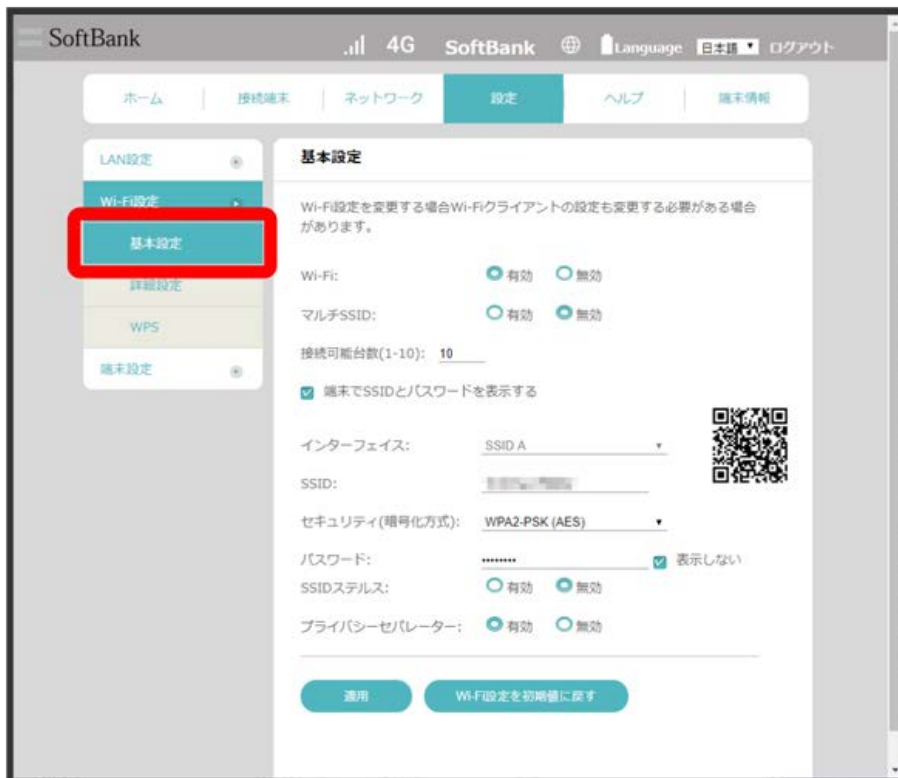 SoftBank
4G SoftBank Language 日本語 ログアウト
ホーム 接続端末 ネットワーク 設定 ヘルプ 端末情報
LAN設定
Wi-Fi設定
基本設定
詳細設定
WPS
端末設定
基本設定
Wi-Fi設定を変更する場合Wi-Fiクライアントの設定も変更する必要がある場合
があります。
Wi-Fi: 有効 無効
マルチSSID: 有効 無効
接続可能台数(1-10): 10
端末でSSIDとパスワードを表示する
インターフェイス: SSID A
SSID:
セキュリティ(暗号化方式): WPA2-PSK (AES)
パスワード: •••••••• 表示しない
SSIDステルス: 有効 無効
プライバシーセパレーター: 有効 無効
適用 Wi-Fi設定を初期値に戻す